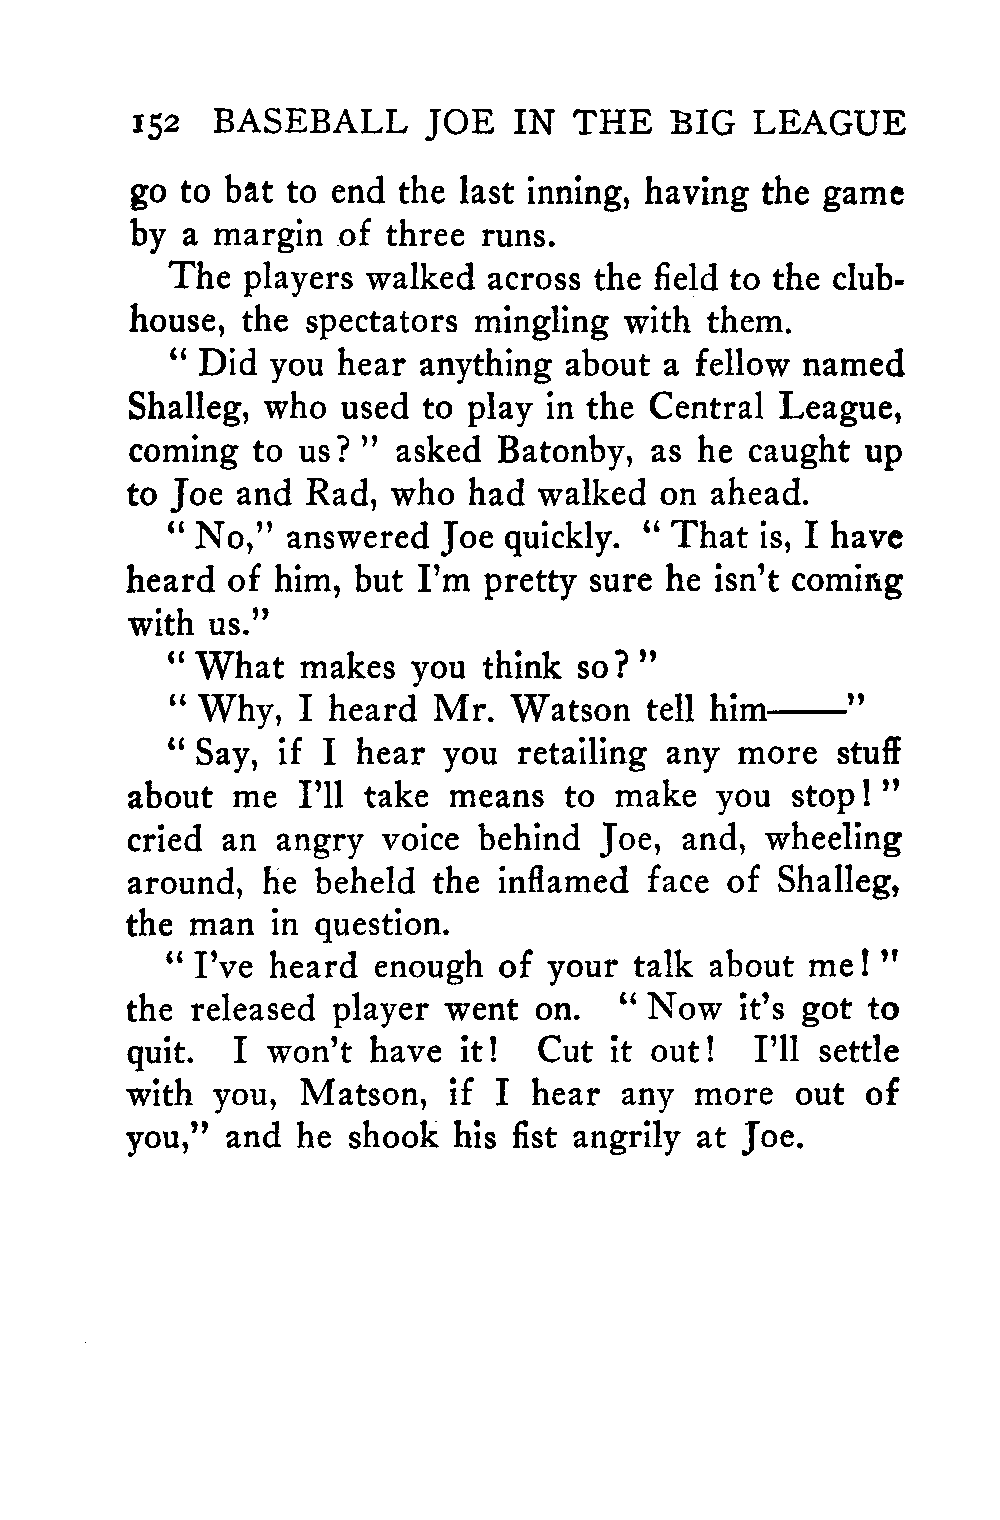 152 BASEBALL JOE IN THE BIG LEAGUE
go to bat to end the last inning, having the game
by a margin of three runs.
The players walked across the field to the club-
house, the spectators mingling with them.
“ Did you hear anything about a fellow named
Shalleg, who used to play in the Central League,
coming to us? ” asked Batonby, as he caught up
to Joe and Rad, who had walked on ahead.
“ No,” answered Joe quickly. “ That is, I have
heard of him, but I’m pretty sure he isn’t coming
with us.”
“ What makes you think so? ”
“ Why, I heard Mr. Watson tell him——”
“ Say, if I hear you retailing any more stuff
about me I’ll take means to make you stop! ”
cried an angry voice behind Joe, and, wheeling
around, he beheld the inflamed face of Shalleg,
the man in question.
“ I’ve heard enough of your talk about me! ”
the released player went on. “ Now it’s got to
quit. I won’t have it! Cut it out! I’ll settle
with you, Matson, if I hear any more out of
you,” and he shook his fist angrily at Joe.